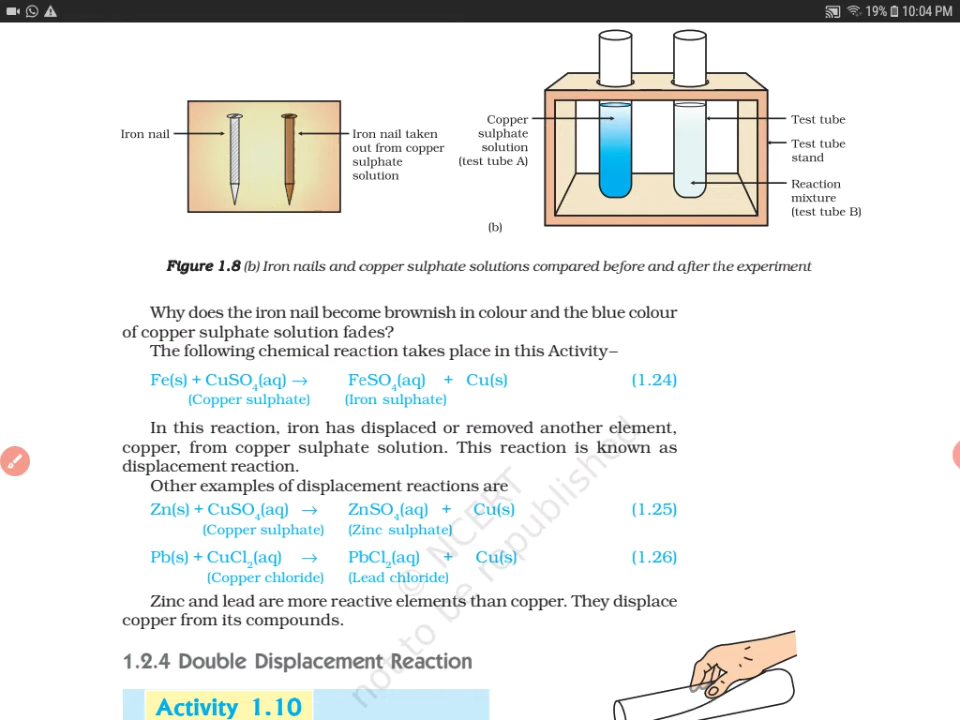 19% 10:04 PM
Iron nail
Iron nail taken
out from copper
sulphate
solution
Copper
sulphate
solution
(test tube A)
Test tube
Test tube
stand
Reaction
mixture
(test tube B)
(b)
Figure 1.8 (b) Iron nails and copper sulphate solutions compared before and after the experiment
Why does the iron nail become brownish in colour and the blue colour
of copper sulphate solution fades?
The following chemical reaction takes place in this Activity–
Fe(s) + CuSO₄(aq) → FeSO₄(aq) + Cu(s) (1.24)
(Copper sulphate) (Iron sulphate)
In this reaction, iron has displaced or removed another element,
copper, from copper sulphate solution. This reaction is known as
displacement reaction.
Other examples of displacement reactions are
Zn(s) + CuSO₄(aq) → ZnSO₄(aq) + Cu(s) (1.25)
(Copper sulphate) (Zinc sulphate)
Pb(s) + CuCl₂(aq) → PbCl₂(aq) + Cu(s) (1.26)
(Copper chloride) (Lead chloride)
Zinc and lead are more reactive elements than copper. They displace
copper from its compounds.
© NCERT
not to be republished
1.2.4 Double Displacement Reaction
Activity 1.10